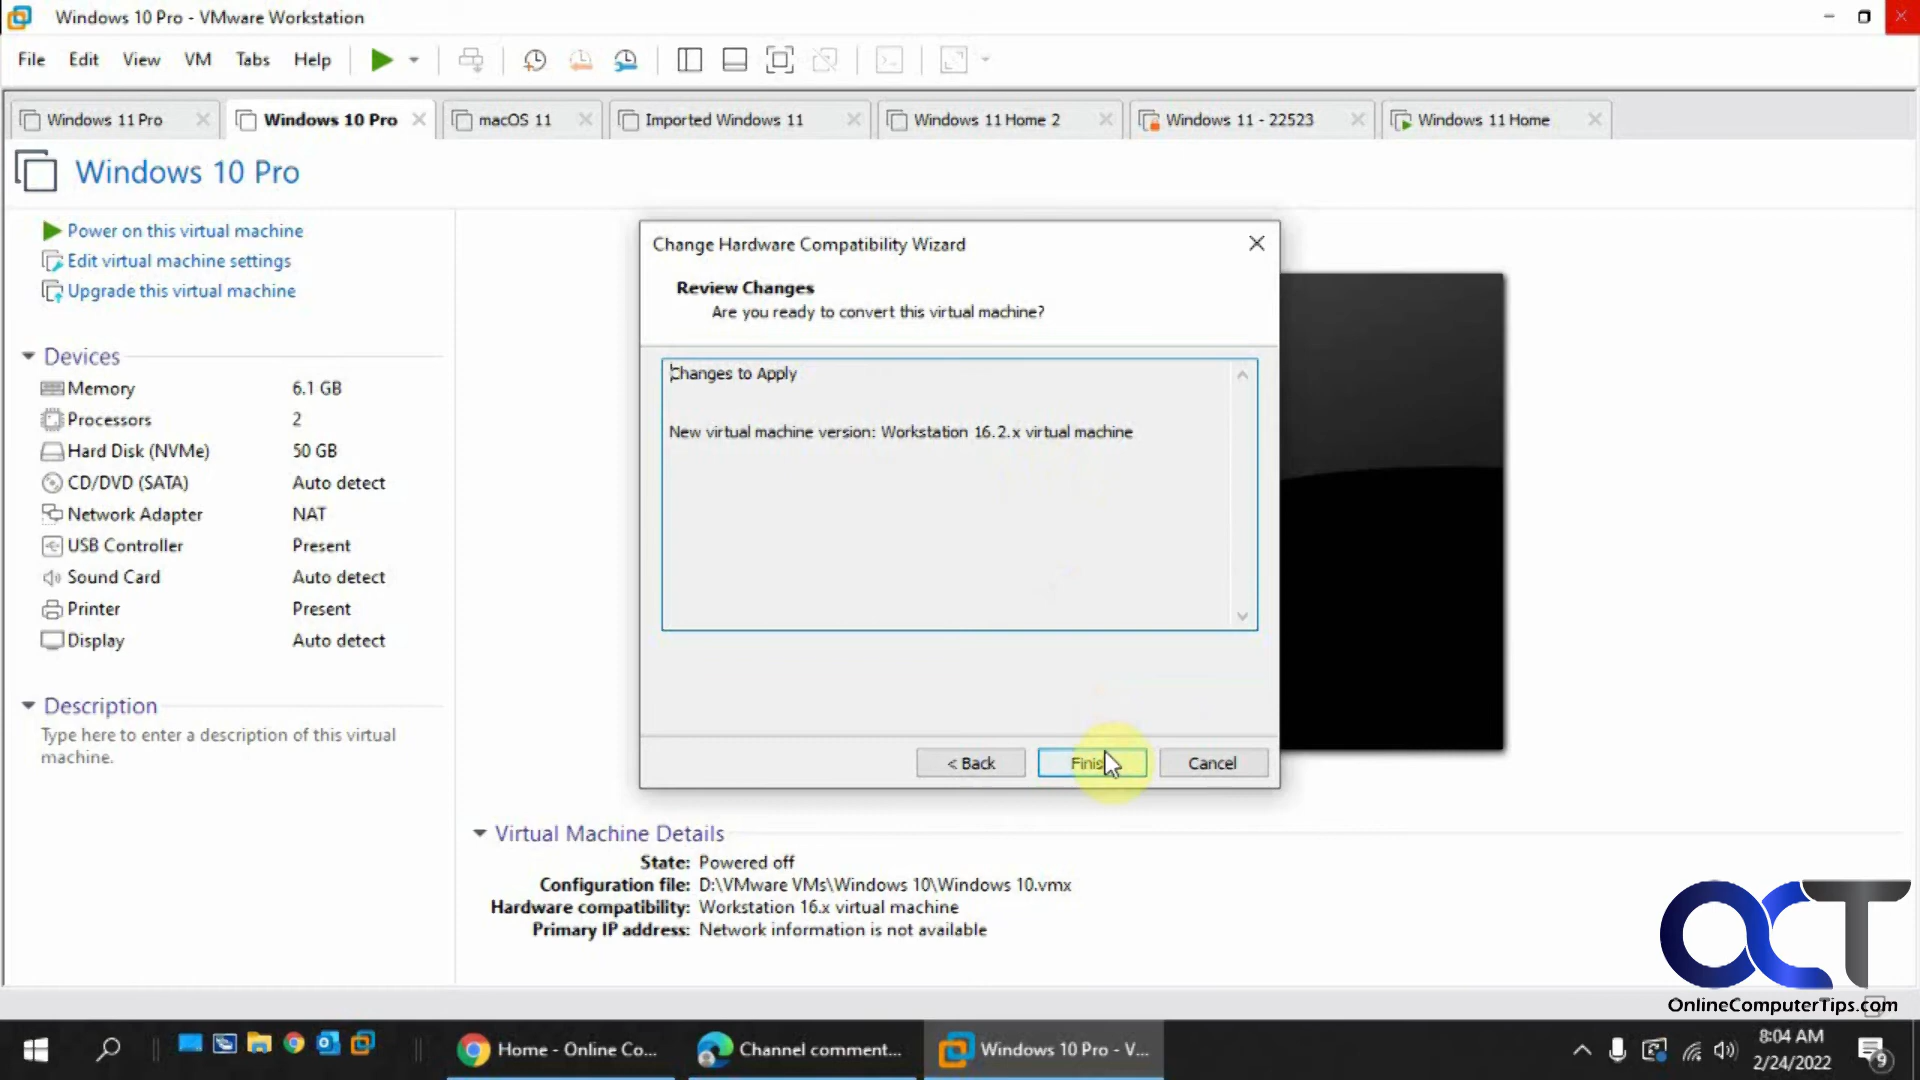 Windows 10 Pro - VMware Workstation
File Edit View VM Tabs Help
Windows 11 Pro
Windows 10 Pro
macOS 11
Imported Windows 11
Windows 11 Home 2
Windows 11 - 22523
Windows 11 Home
Windows 10 Pro
Power on this virtual machine
Edit virtual machine settings
Upgrade this virtual machine
Devices
Memory 6.1 GB
Processors 2
Hard Disk (NVMe) 50 GB
CD/DVD (SATA) Auto detect
Network Adapter NAT
USB Controller Present
Sound Card Auto detect
Printer Present
Display Auto detect
Description
Type here to enter a description of this virtual
machine.
Change Hardware Compatibility Wizard
Review Changes
Are you ready to convert this virtual machine?
Changes to Apply
New virtual machine version: Workstation 16.2.x virtual machine
< Back Finis Cancel
Virtual Machine Details
State: Powered off
Configuration file: D:\VMware VMs\Windows 10\Windows 10.vmx
Hardware compatibility: Workstation 16.x virtual machine
Primary IP address: Network information is not available
OCT
OnlineComputerTips.com
Home - Online Co...
Channel comment...
Windows 10 Pro - V...
8:04 AM
2/24/2022
9